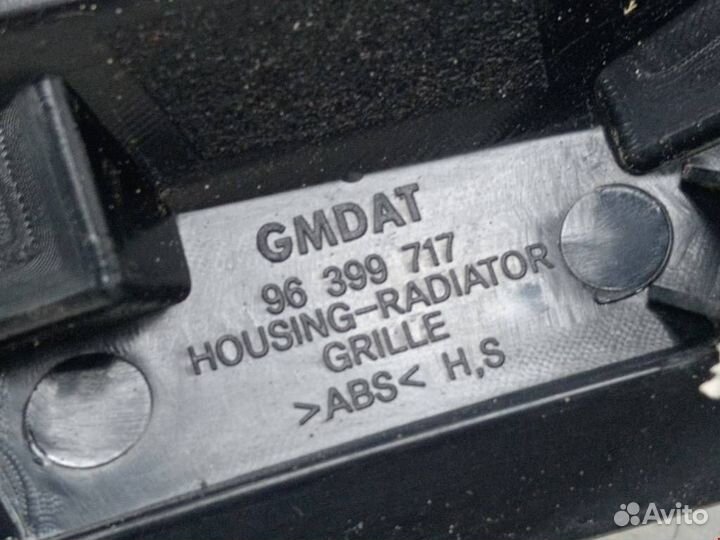 GMDAT
96 399 717
HOUSING-RADIATOR
GRILLE
>ABS< H,S
Avito